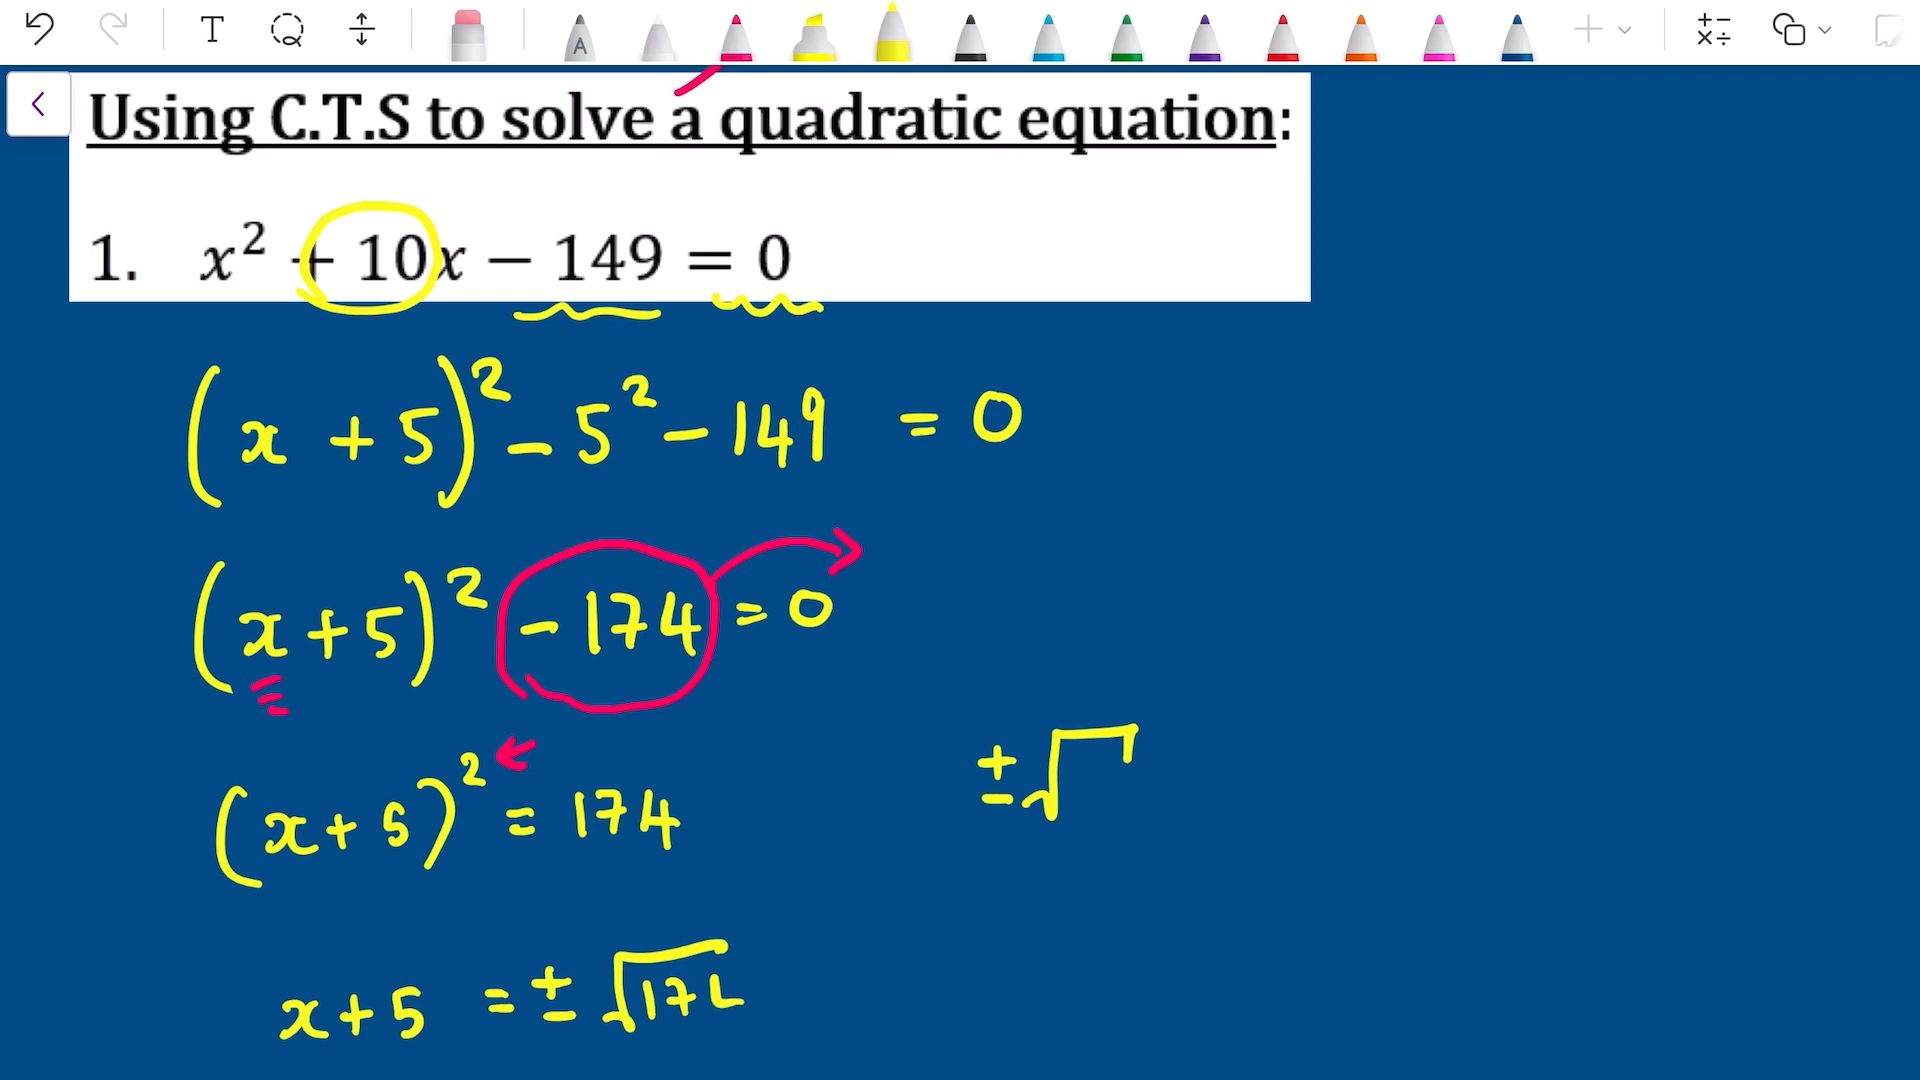 T
A
Using C.T.S to solve a quadratic equation:
1. x² + 10x − 149 = 0
(x + 5)² − 5² − 149 = 0
(x + 5)² − 174 = 0
(x + 5)² = 174
± √
x + 5 = ± √17